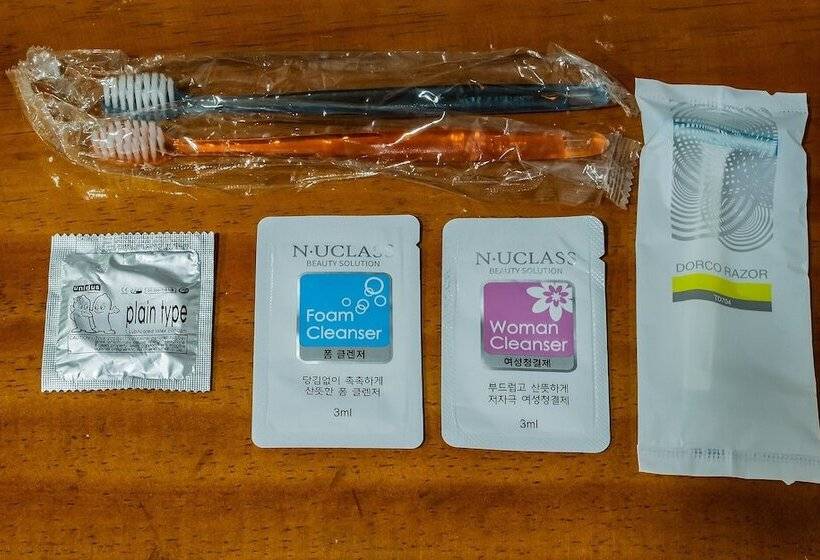 unidus
plain type
N·UCLASS
BEAUTY SOLUTION
Foam
Cleanser
폼 클렌저
당김없이 촉촉하게
산뜻한 폼 클렌저
3ml
N·UCLASS
BEAUTY SOLUTION
Woman
Cleanser
여성청결제
부드럽고 산뜻하게
저자극 여성청결제
3ml
DORCO RAZOR
TD704